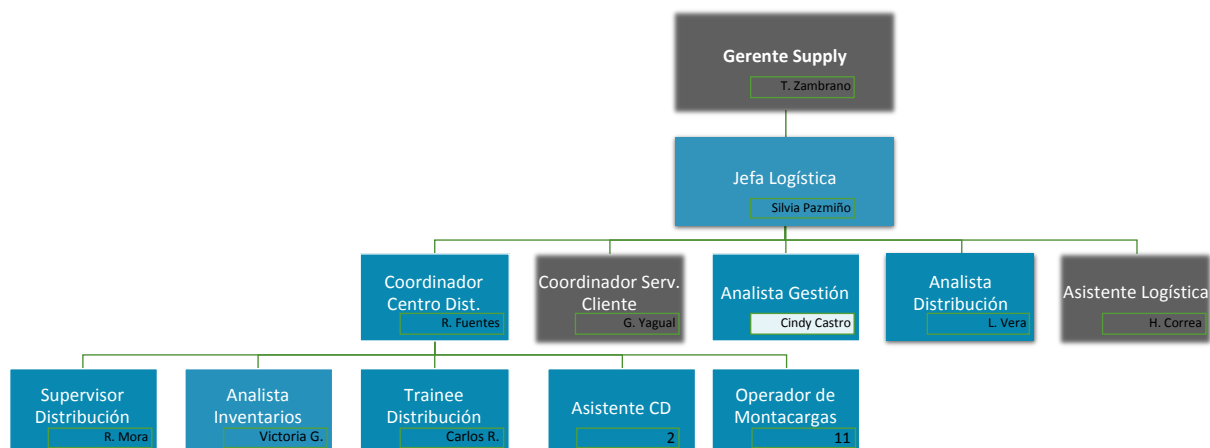 Gerente Supply
T. Zambrano
Jefa Logística
Silvia Pazmiño
Coordinador
Centro Dist.
R. Fuentes
Coordinador Serv.
Cliente
G. Yagual
Analista Gestión
Cindy Castro
Analista
Distribución
L. Vera
Asistente Logística
H. Correa
Supervisor
Distribución
R. Mora
Analista
Inventarios
Victoria G.
Trainee
Distribución
Carlos R.
Asistente CD
2
Operador de
Montacargas
11